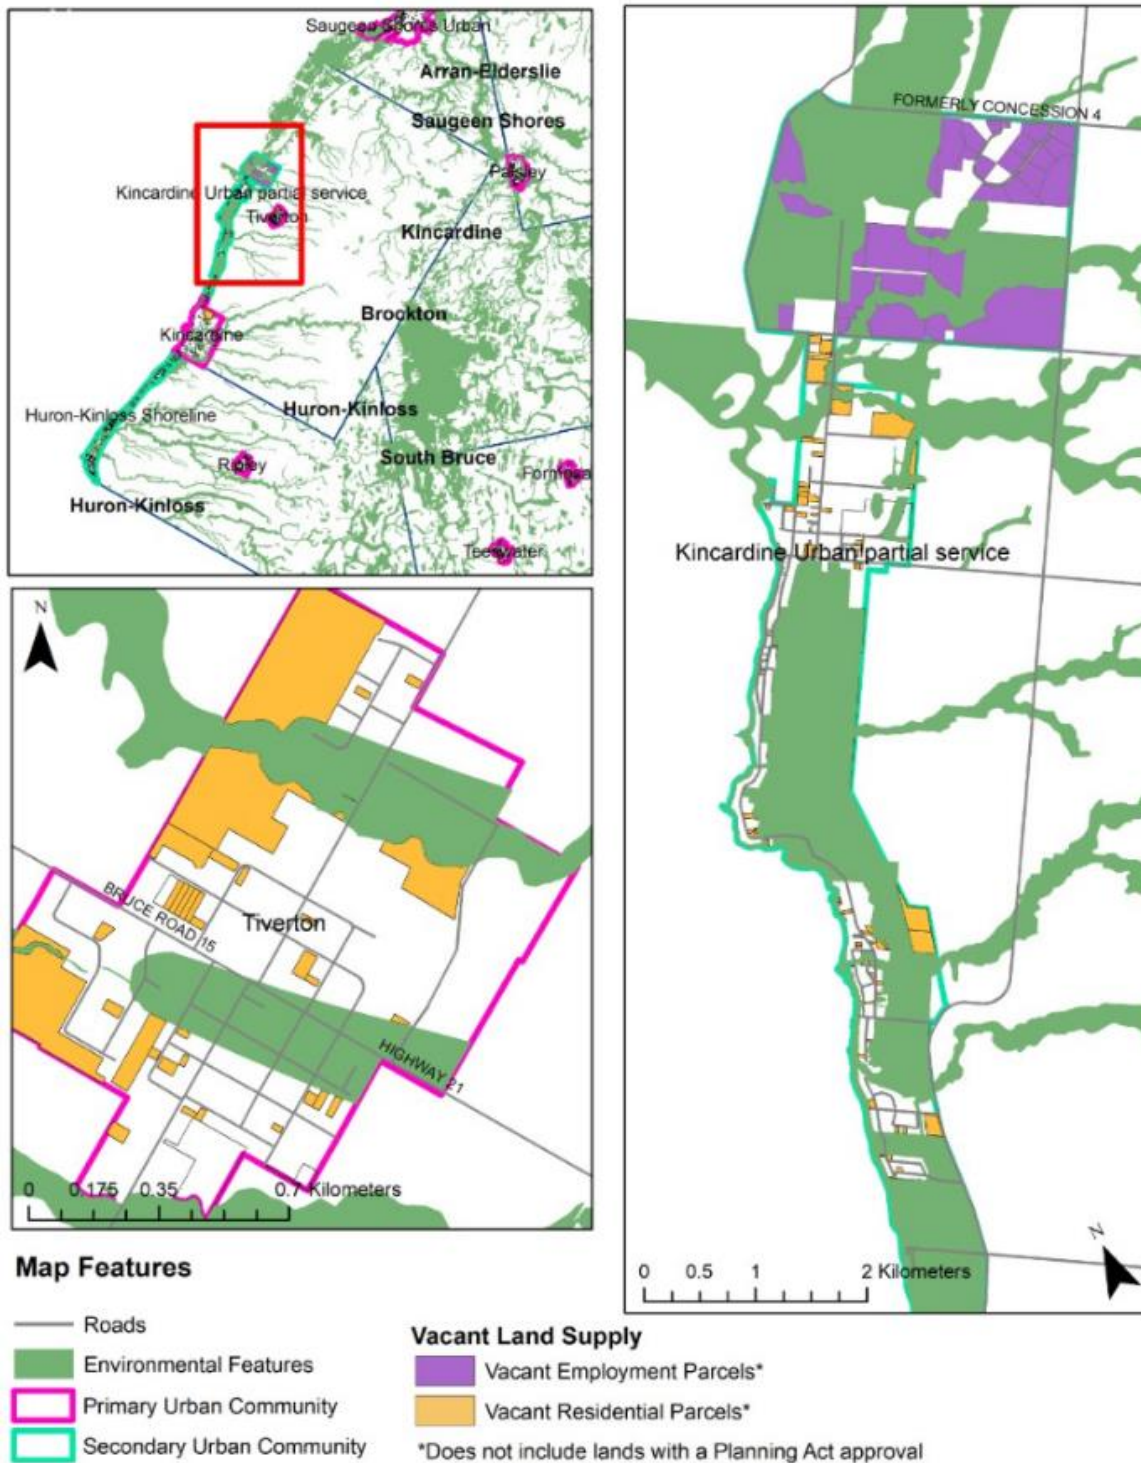 Saugeen Shores Urban
Arran-Elderslie
Saugeen Shores
Paisley
Kincardine Urban partial service
Tiverton
Kincardine
Brockton
Kincardine
Huron-Kinloss
Huron-Kinloss Shoreline
South Bruce
Ripley
Formosa
Huron-Kinloss
Teeswater
FORMERLY CONCESSION 4
Kincardine Urban partial service
N
0 0.5 1 2 Kilometers
N
BRUCE ROAD 15
Tiverton
HIGHWAY 21
0 0.175 0.35 0.7 Kilometers
Map Features
Roads
Environmental Features
Primary Urban Community
Secondary Urban Community
Vacant Land Supply
Vacant Employment Parcels*
Vacant Residential Parcels*
*Does not include lands with a Planning Act approval